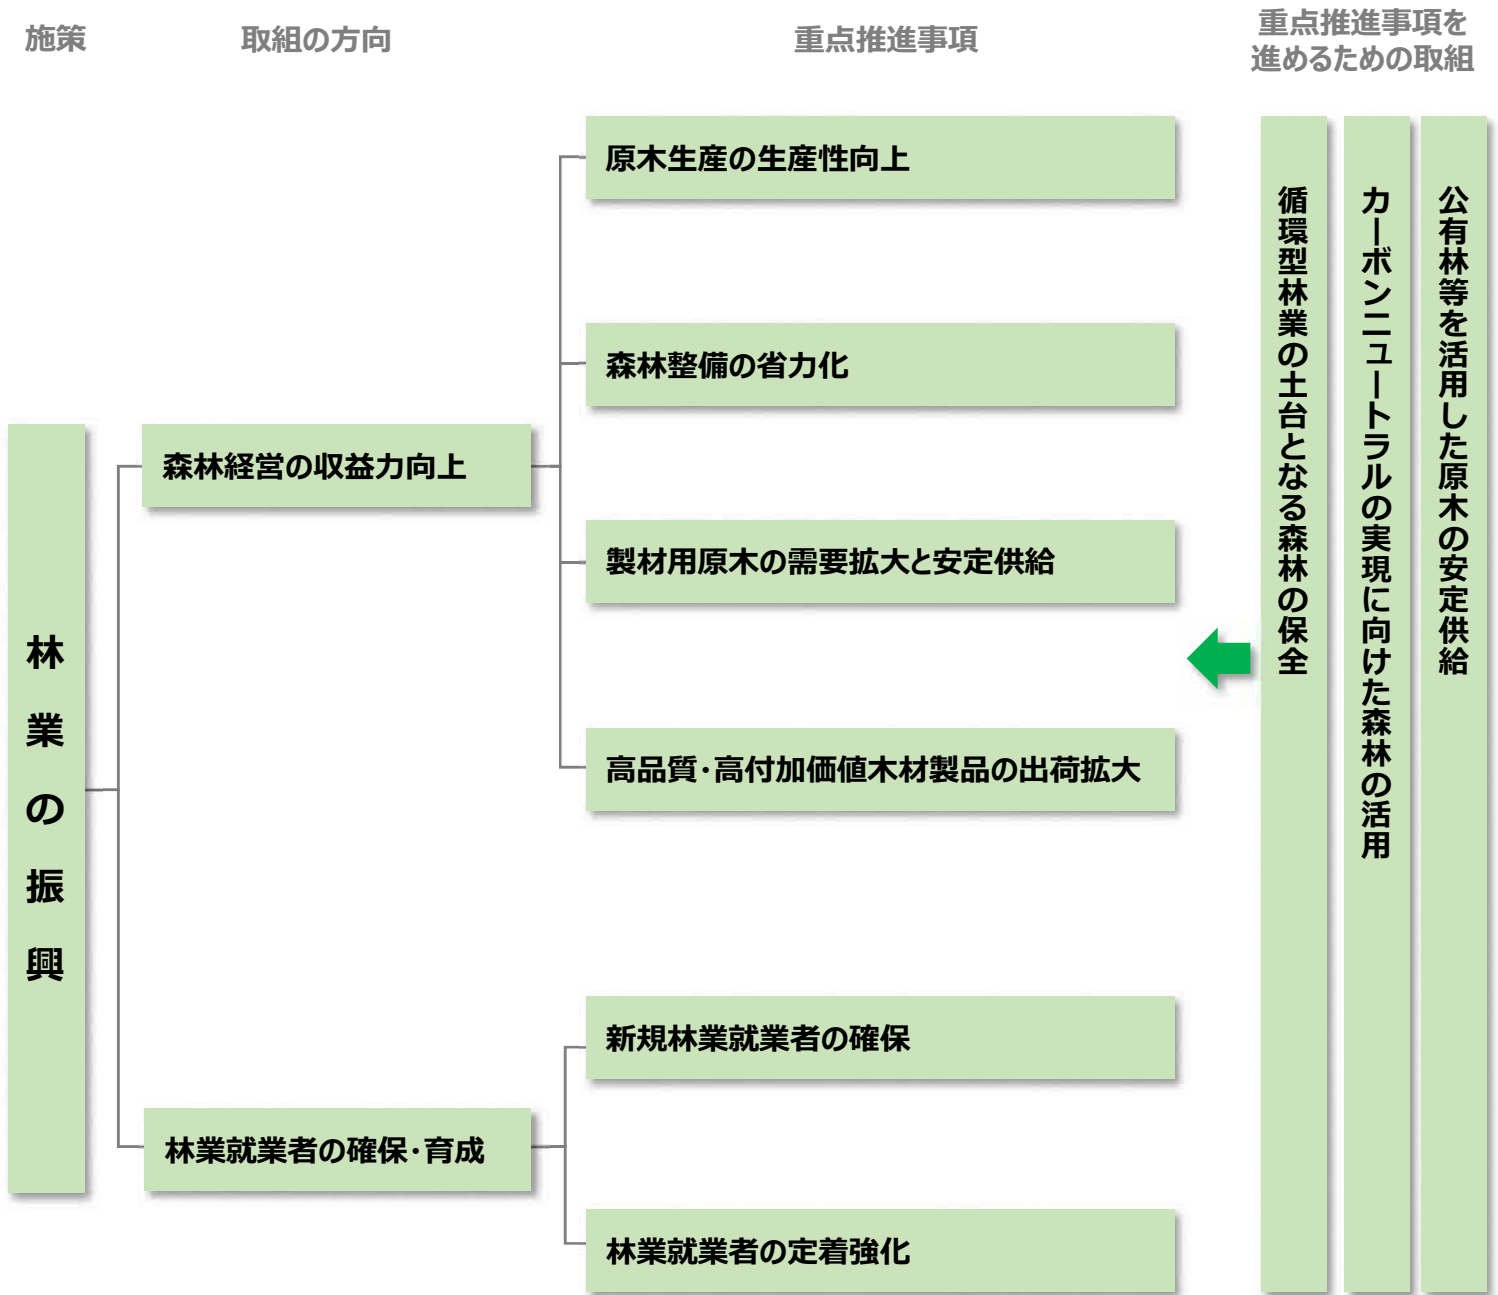 施策
取組の方向
重点推進事項
重点推進事項を
進めるための取組
林業の振興
森林経営の収益力向上
原木生産の生産性向上
森林整備の省力化
製材用原木の需要拡大と安定供給
高品質・高付加価値木材製品の出荷拡大
林業就業者の確保・育成
新規林業就業者の確保
林業就業者の定着強化
循環型林業の土台となる森林の保全
カーボンニュートラルの実現に向けた森林の活用
公有林等を活用した原木の安定供給